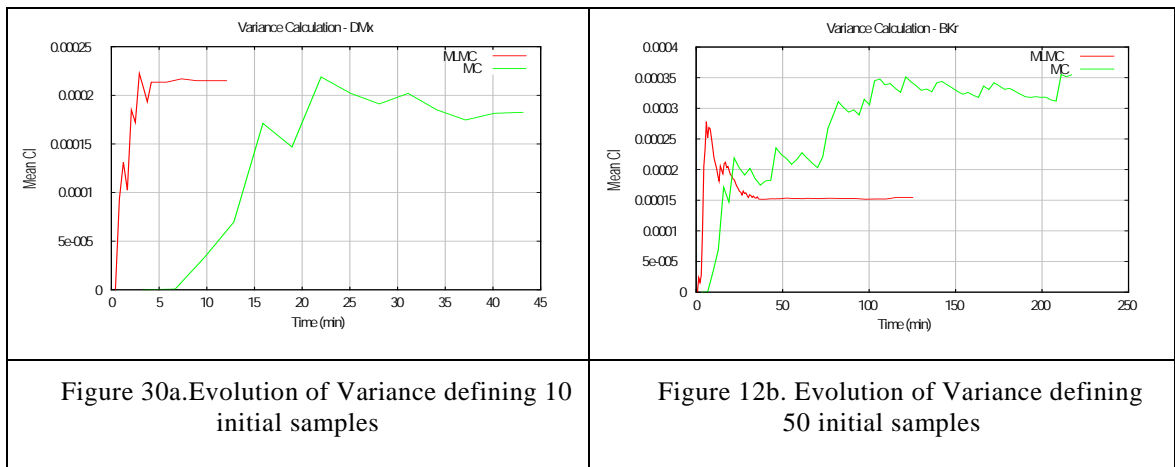 Variance Calculation - DMx
0.00025
0.0002
0.00015
0.0001
5e-005
0
Mean CI
MLMC
MC
0 5 10 15 20 25 30 35 40 45
Time (min)
Variance Calculation - BKr
0.0004
0.00035
0.0003
0.00025
0.0002
0.00015
0.0001
5e-005
0
Mean CI
MLMC
MC
0 50 100 150 200 250
Time (min)
Figure 30a.Evolution of Variance defining 10
initial samples
Figure 12b. Evolution of Variance defining
50 initial samples